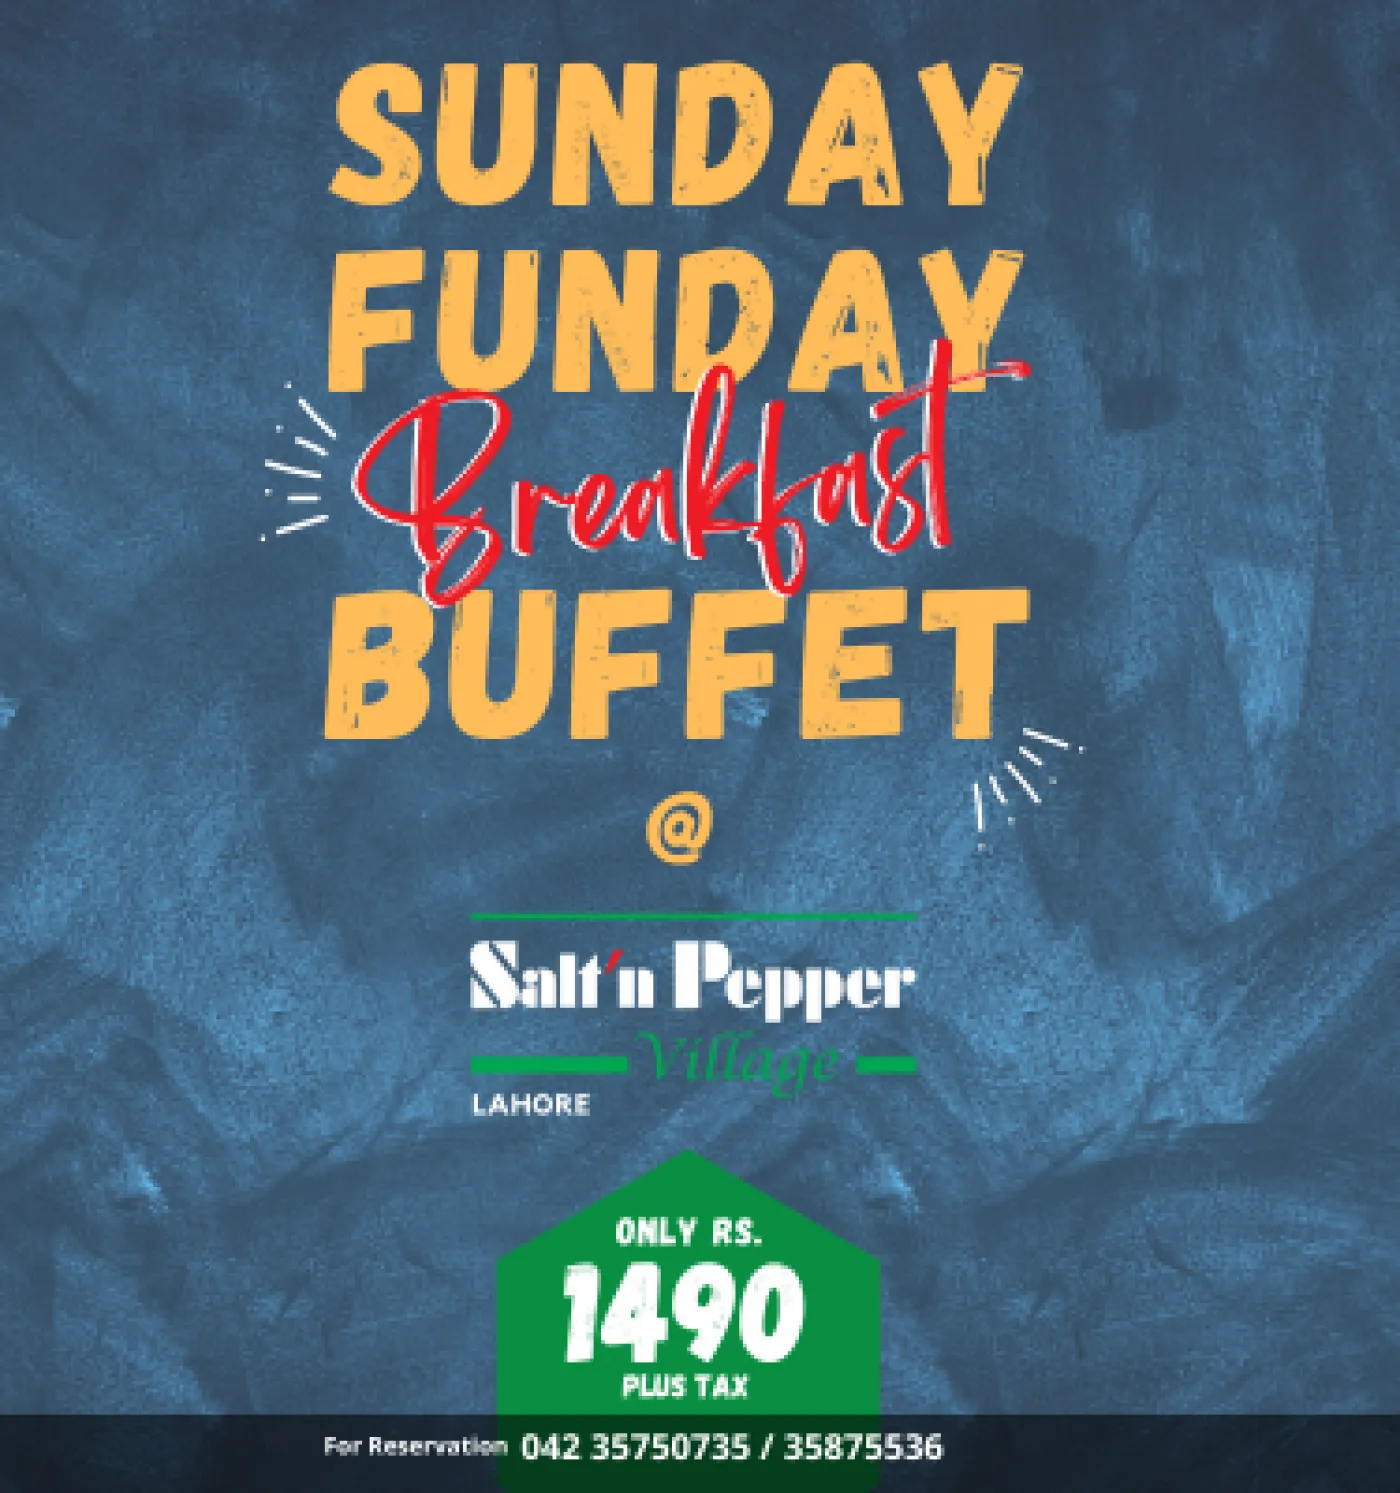 SUNDAY
FUNDAY
Breakfast
BUFFET
@
Salt'n Pepper
Village
LAHORE
ONLY RS.
1490
PLUS TAX
For Reservation 042 35750735 / 35875536